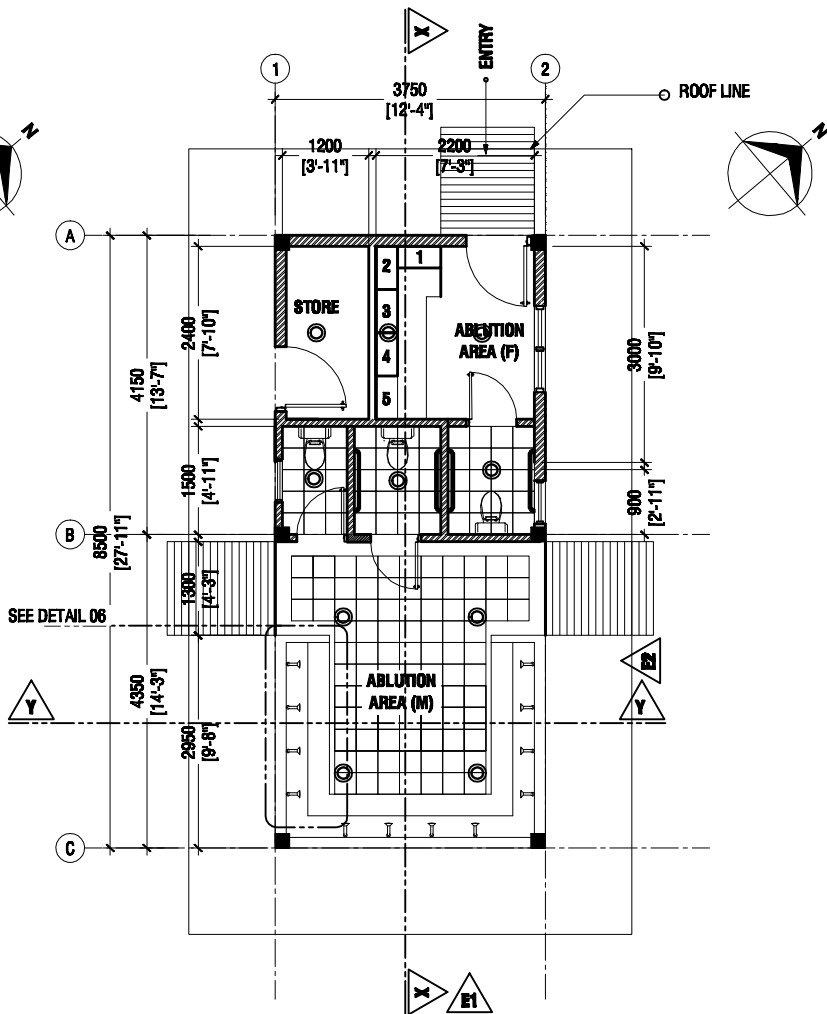 X
ENTRY
1
2
3750
[12'-4"]
ROOF LINE
N
N
1200
[3'-11"]
2200
[7'-3"]
A
2
1
STORE
3
4
5
ABLUTION
AREA (F)
2400
[7'-10"]
4150
[13'-7"]
3000
[9'-10"]
1500
[4'-11"]
900
[2'-11"]
B
8500
[27'-11"]
1300
[4'-3"]
SEE DETAIL 06
E2
ABLUTION
AREA (M)
4350
[14'-3"]
Y
Y
2950
[9'-8"]
C
X
E1